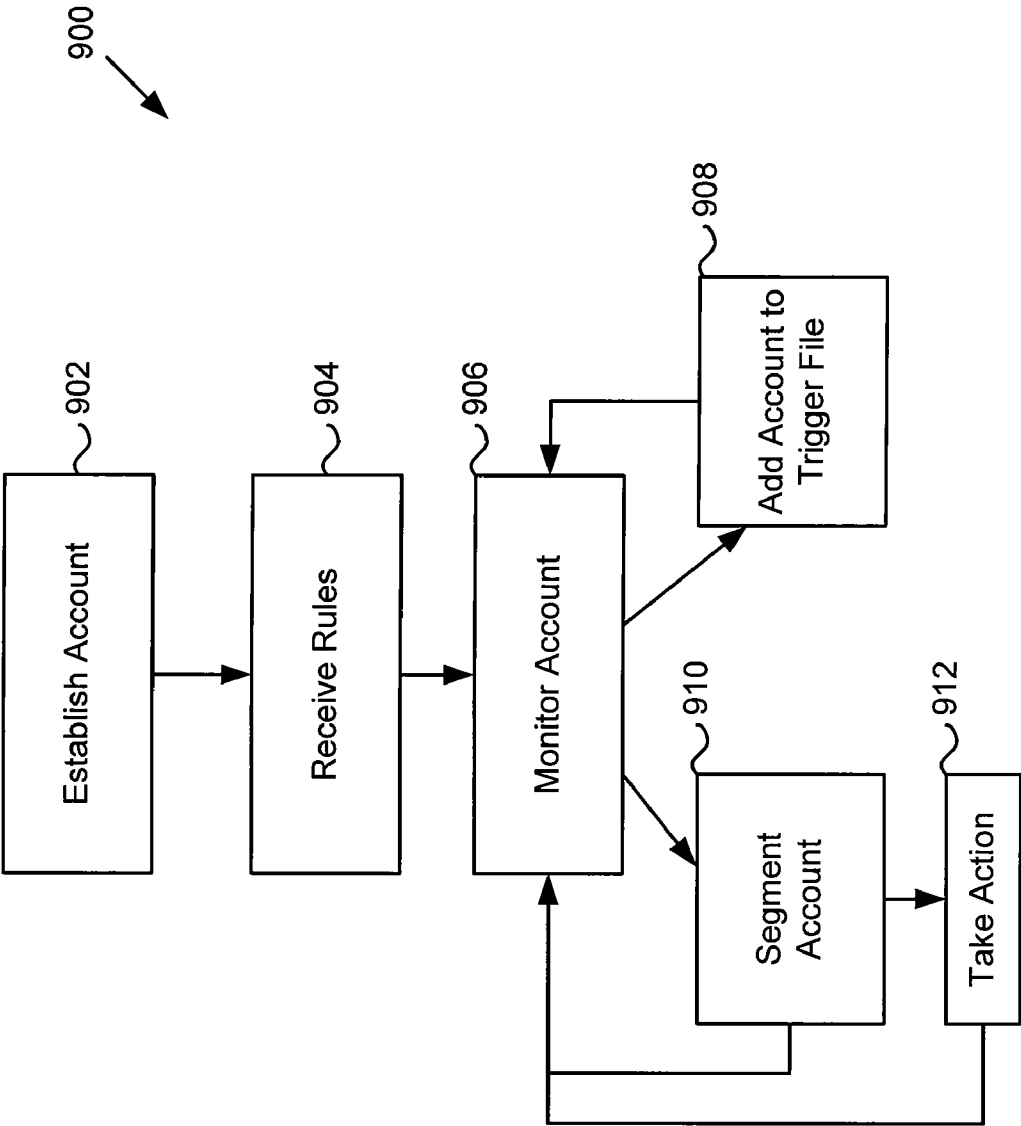 900
Establish Account
902
Receive Rules
904
Monitor Account
906
Add Account to
Trigger File
908
Segment
Account
910
Take Action
912